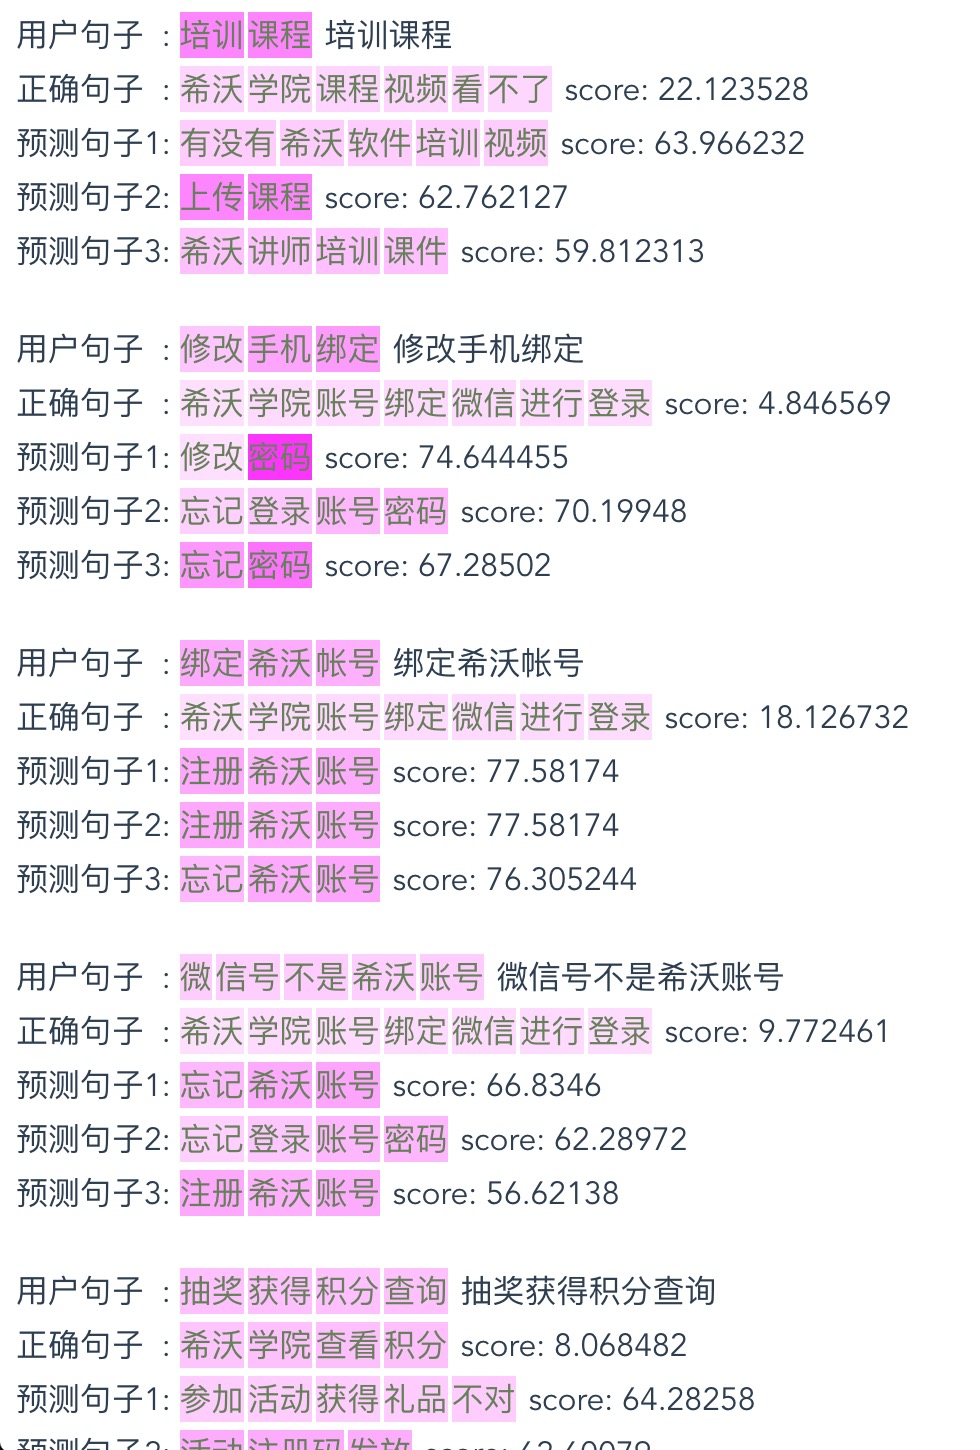 用户句子 : 培训 课程 培训课程
正确句子 : 希沃 学院 课程 视频 看 不了 score: 22.123528
预测句子1: 有没有 希沃 软件 培训 视频 score: 63.966232
预测句子2: 上传 课程 score: 62.762127
预测句子3: 希沃 讲师 培训 课件 score: 59.812313
用户句子 : 修改 手机 绑定 修改手机绑定
正确句子 : 希沃 学院 账号 绑定 微信 进行 登录 score: 4.846569
预测句子1: 修改 密码 score: 74.644455
预测句子2: 忘记 登录 账号 密码 score: 70.19948
预测句子3: 忘记 密码 score: 67.28502
用户句子 : 绑定 希沃 帐号 绑定希沃帐号
正确句子 : 希沃 学院 账号 绑定 微信 进行 登录 score: 18.126732
预测句子1: 注册 希沃 账号 score: 77.58174
预测句子2: 注册 希沃 账号 score: 77.58174
预测句子3: 忘记 希沃 账号 score: 76.305244
用户句子 : 微 信号 不是 希沃 账号 微信号不是希沃账号
正确句子 : 希沃 学院 账号 绑定 微信 进行 登录 score: 9.772461
预测句子1: 忘记 希沃 账号 score: 66.8346
预测句子2: 忘记 登录 账号 密码 score: 62.28972
预测句子3: 注册 希沃 账号 score: 56.62138
用户句子 : 抽奖 获得 积分 查询 抽奖获得积分查询
正确句子 : 希沃 学院 查看 积分 score: 8.068482
预测句子1: 参加 活动 获得 礼品 不对 score: 64.28258
预测句子2: 活动 注册码 发放